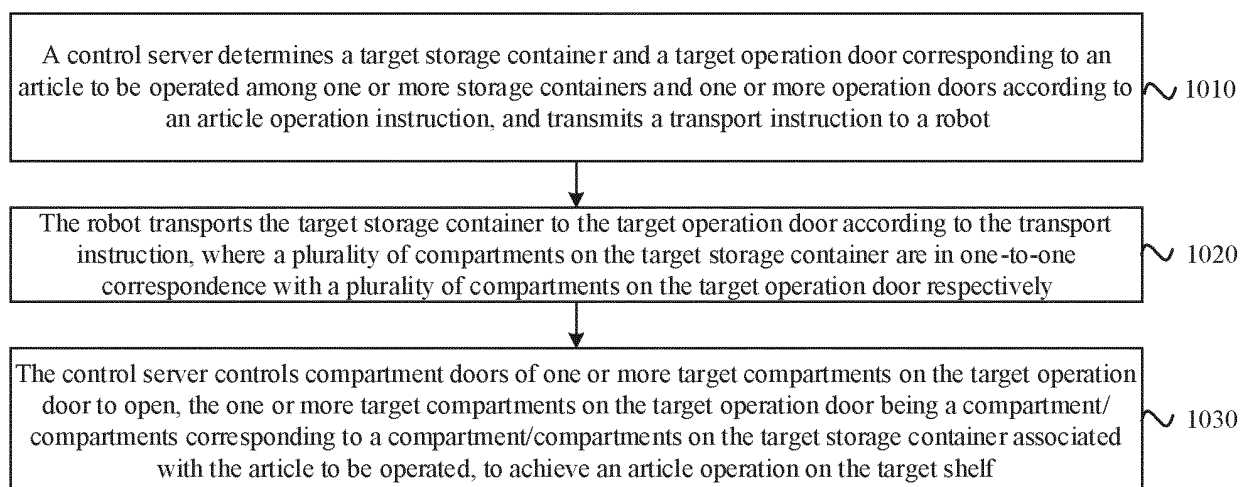 A control server determines a target storage container and a target operation door corresponding to an
article to be operated among one or more storage containers and one or more operation doors according to
an article operation instruction, and transmits a transport instruction to a robot
1010
The robot transports the target storage container to the target operation door according to the transport
instruction, where a plurality of compartments on the target storage container are in one-to-one
correspondence with a plurality of compartments on the target operation door respectively
1020
The control server controls compartment doors of one or more target compartments on the target operation
door to open, the one or more target compartments on the target operation door being a compartment/
compartments corresponding to a compartment/compartments on the target storage container associated
with the article to be operated, to achieve an article operation on the target shelf
1030